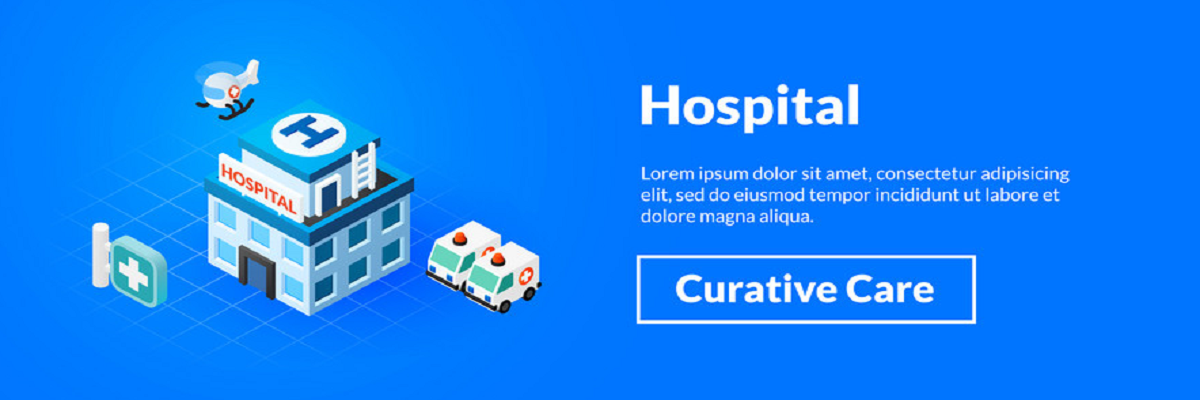 H
HOSPITAL
Hospital
Lorem ipsum dolor sit amet, consectetur adipisicing
elit, sed do eiusmod tempor incididunt ut labore et
dolore magna aliqua.
Curative Care